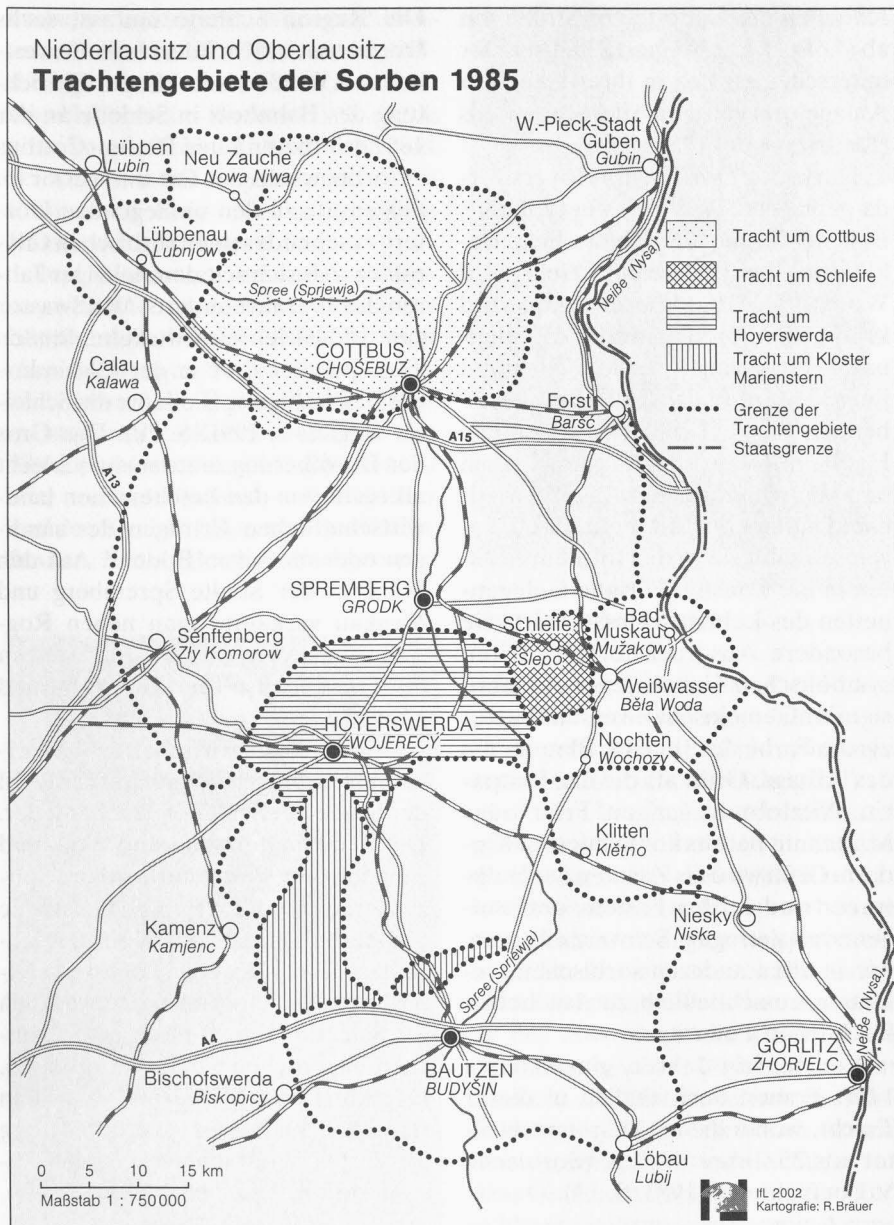 Niederlausitz und Oberlausitz
Trachtengebiete der Sorben 1985
W.-Pieck-Stadt
Guben
Gubin
Lübben
Lubin
Neu Zauche
Nowa Niwa
Lübbenau
Lubnjow
Spree (Sprjewja)
Neiße (Nysa)
Tracht um Cottbus
Tracht um Schleife
Tracht um
Hoyerswerda
Tracht um Kloster
Marienstern
Grenze der
Trachtengebiete
Staatsgrenze
COTTBUS
CHOŚEBUZ
Calau
Kalawa
Forst
Baršć
A15
A13
SPREMBERG
GRODK
Schleife
Slepo
Bad
Muskau
Mužakow
Senftenberg
Zły Komorow
Weißwasser
Běla Woda
HOYERSWERDA
WOJERECY
Nochten
Wochozy
Klitten
Klětno
Kamenz
Kamjenc
Niesky
Niska
Spree (Sprjewja)
A4
BAUTZEN
BUDYŠIN
GÖRLITZ
ZHORJELC
Neiße (Nysa)
Bischofswerda
Biskopicy
Löbau
Lubij
0 5 10 15 km
Maßstab 1 : 750 000
IfL 2002
Kartografie: R. Bräuer